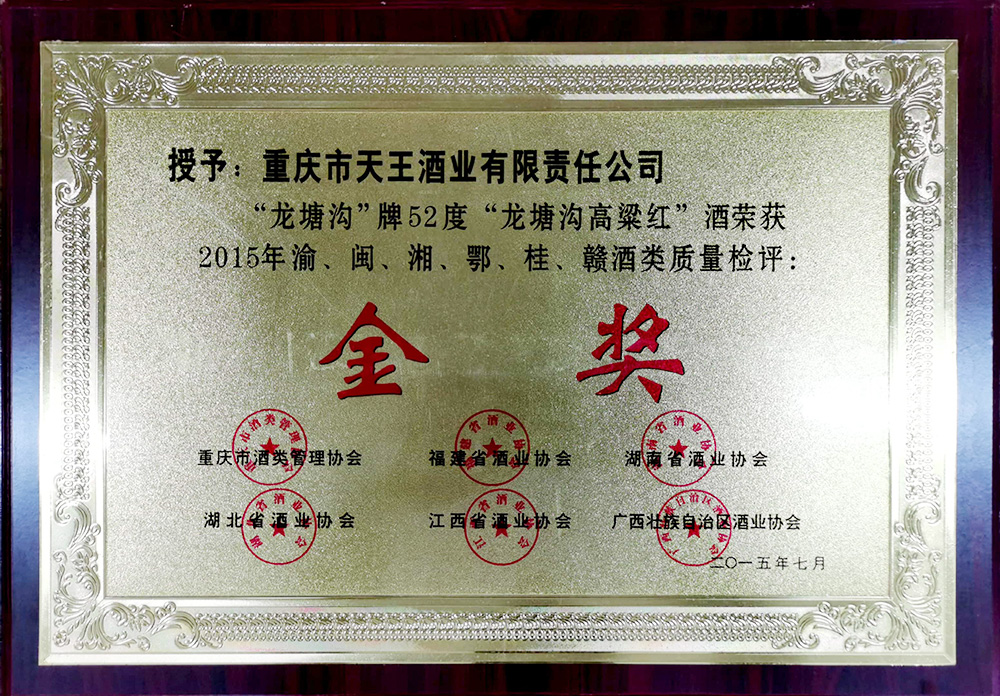 授予：重庆市天王酒业有限责任公司
“龙塘沟”牌52度“龙塘沟高粱红”酒荣获
2015年渝、闽、湘、鄂、桂、赣酒类质量检评：
金奖
重庆市酒类管理协会 福建省酒业协会 湖南省酒业协会
湖北省酒业协会 江西省酒业协会 广西壮族自治区酒业协会
二〇一五年七月